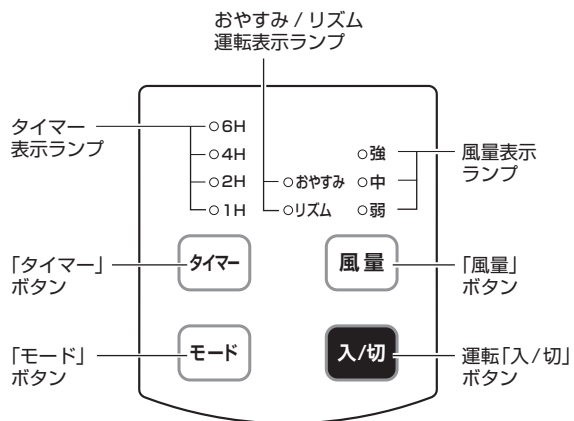 おやすみ / リズム
運転表示ランプ
タイマー
表示ランプ
6H
4H
2H
1H
おやすみ
リズム
強
中
弱
風量表示
ランプ
「タイマー」
ボタン
タイマー
風量
「風量」
ボタン
「モード」
ボタン
モード
入/切
運転「入/切」
ボタン